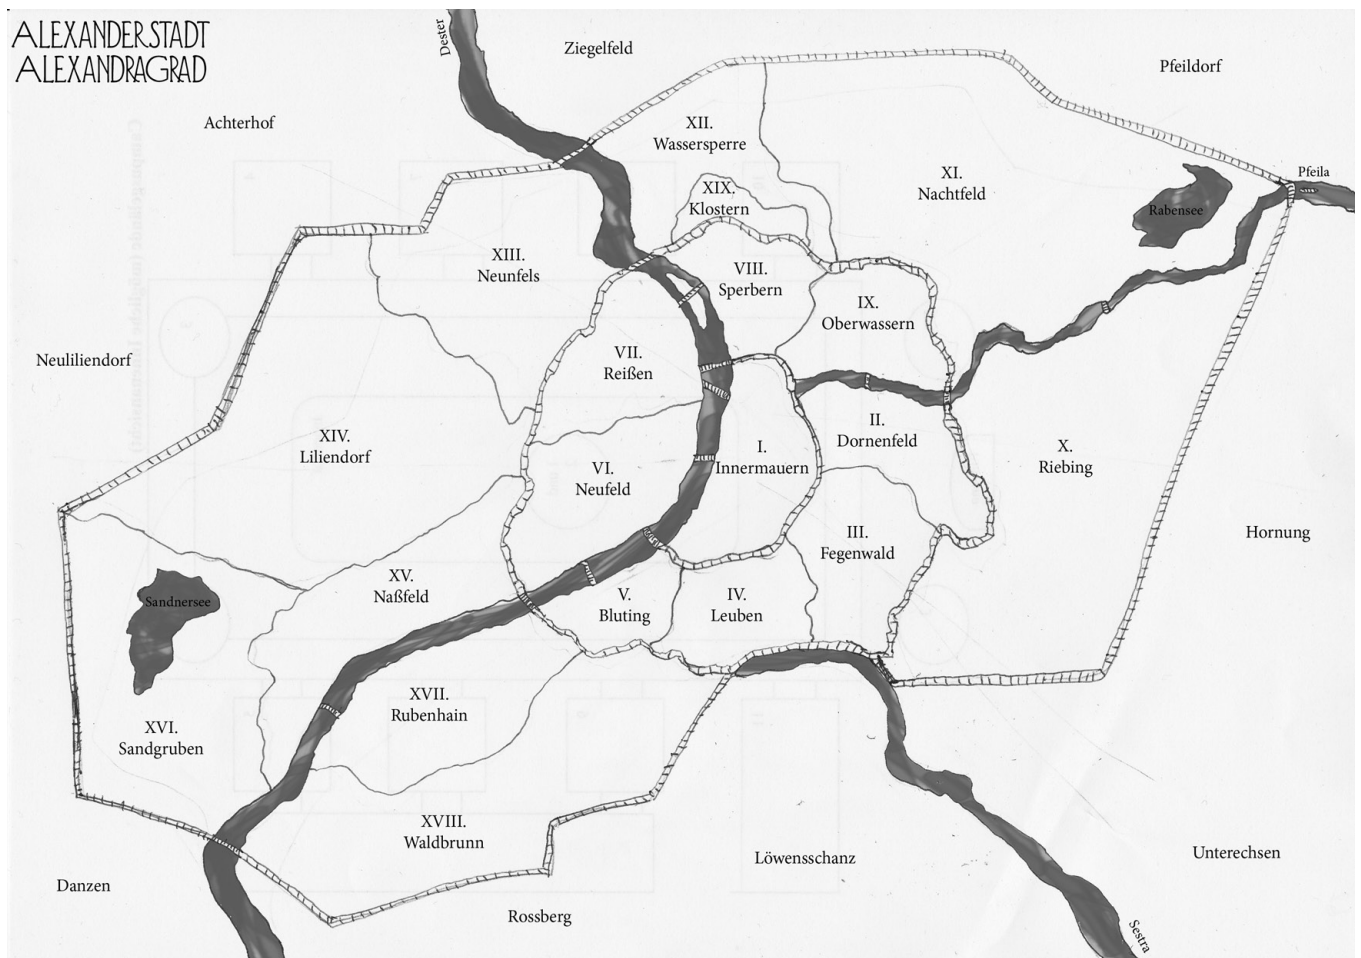 ALEXANDERSTADT
ALEXANDRAGRAD
Dester
Ziegelfeld
Pfeildorf
Achterhof
XII.
Wassersperre
XI.
Nachtfeld
Pfeila
XIX.
Klostern
Rabensee
XIII.
Neunfels
VIII.
Sperbern
IX.
Oberwassern
Neuliliendorf
VII.
Reißen
XIV.
Liliendorf
II.
Dornenfeld
I.
Innermauern
X.
Riebing
VI.
Neufeld
III.
Fegenwald
Hornung
XV.
Naßfeld
Sandnersee
V.
Bluting
IV.
Leuben
XVII.
Rubenhain
XVI.
Sandgruben
XVIII.
Waldbrunn
Löwensschanz
Unterechsen
Danzen
Rossberg
Sestra